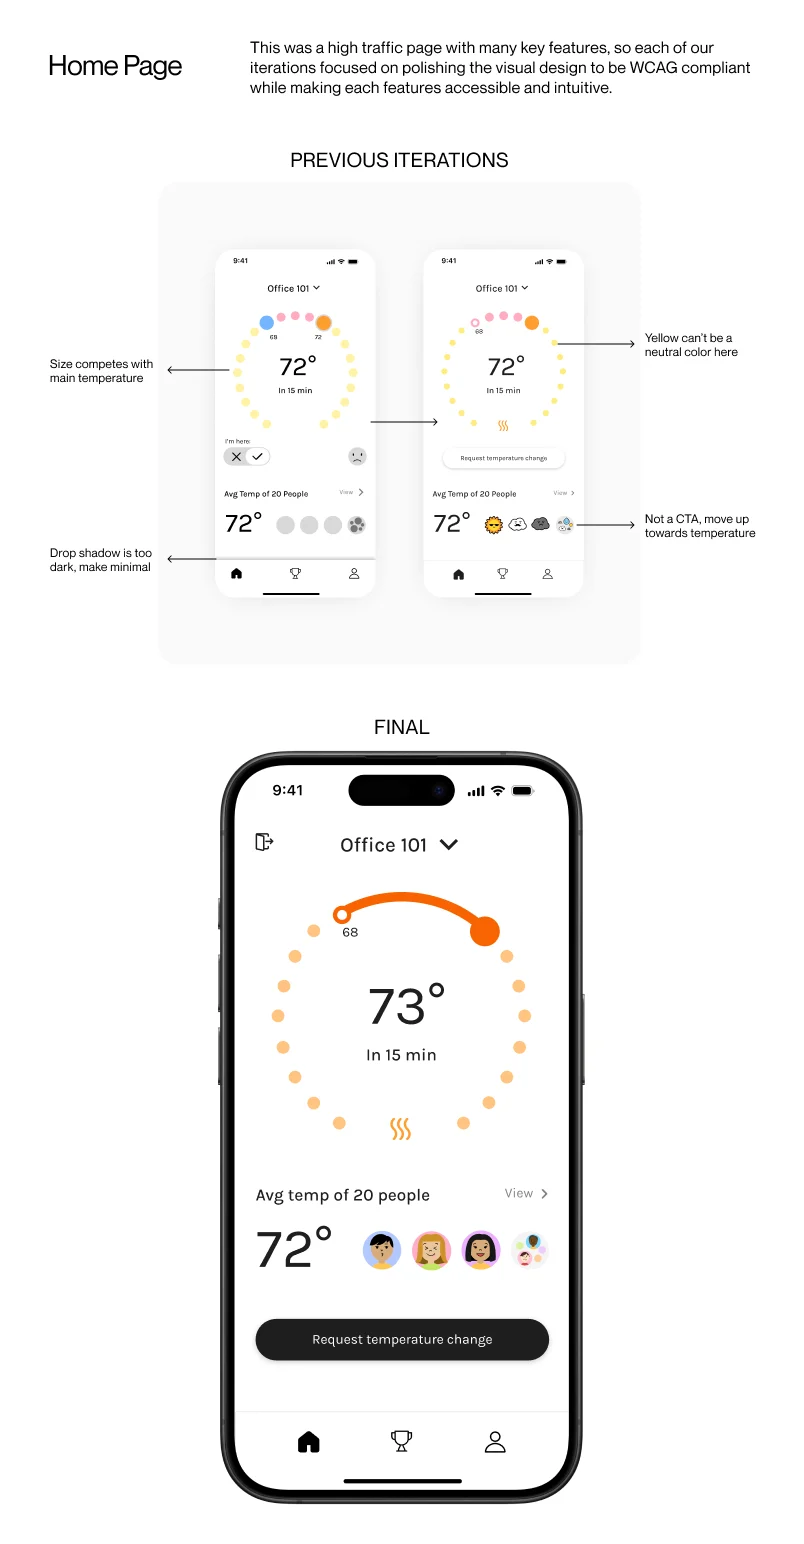 Home Page
This was a high traffic page with many key features, so each of our
iterations focused on polishing the visual design to be WCAG compliant
while making each features accessible and intuitive.
PREVIOUS ITERATIONS
9:41
Office 101
68
72
72°
In 15 min
I'm here:
Avg Temp of 20 People
View
72°
9:41
Office 101
68
72°
In 15 min
Request temperature change
Avg Temp of 20 People
View
72°
Size competes with
main temperature
Drop shadow is too
dark, make minimal
Yellow can't be a
neutral color here
Not a CTA, move up
towards temperature
FINAL
9:41
Office 101
68
73°
In 15 min
Avg temp of 20 people
View
72°
Request temperature change